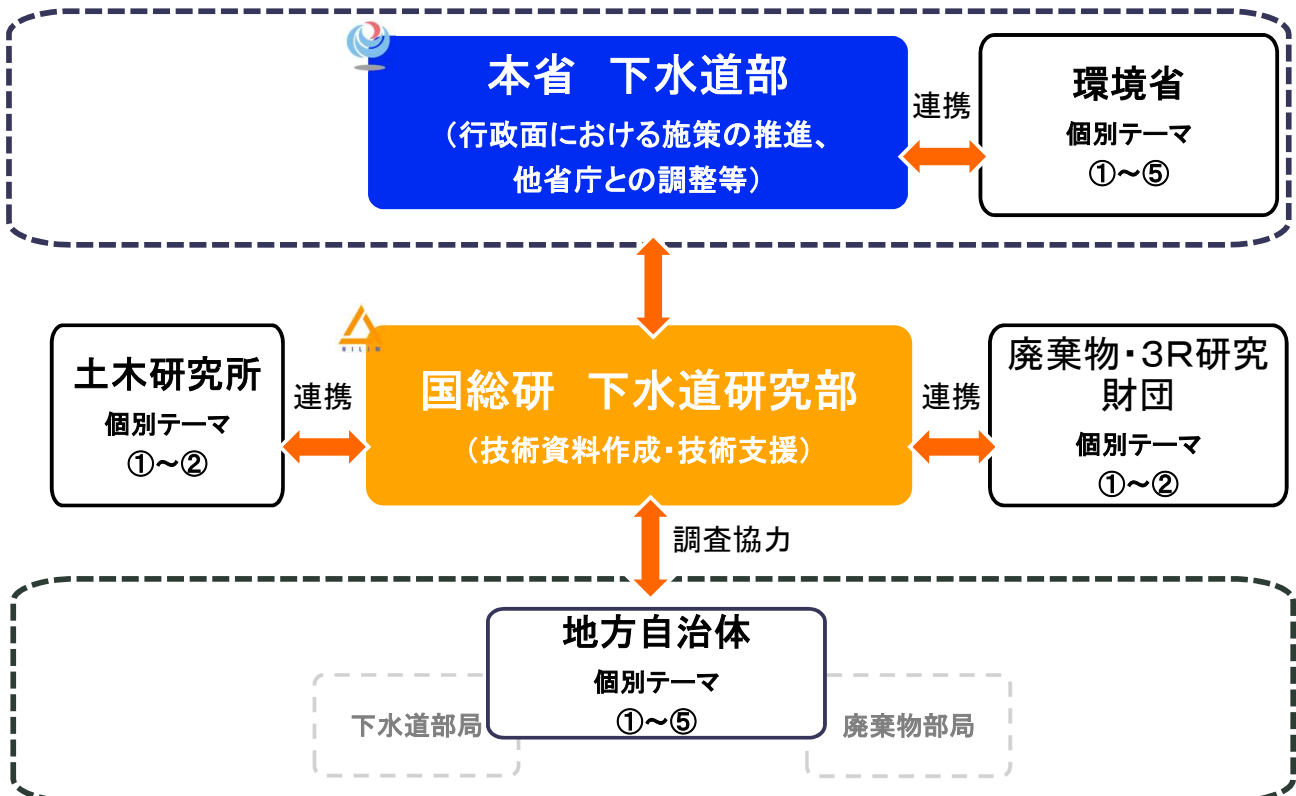 本省　下水道部
（行政面における施策の推進、
他省庁との調整等）
連携
環境省
個別テーマ
①～⑤
土木研究所
個別テーマ
①～②
連携
NILIM
国総研　下水道研究部
（技術資料作成・技術支援）
連携
廃棄物・３Ｒ研究
財団
個別テーマ
①～②
調査協力
地方自治体
個別テーマ
①～⑤
下水道部局
廃棄物部局